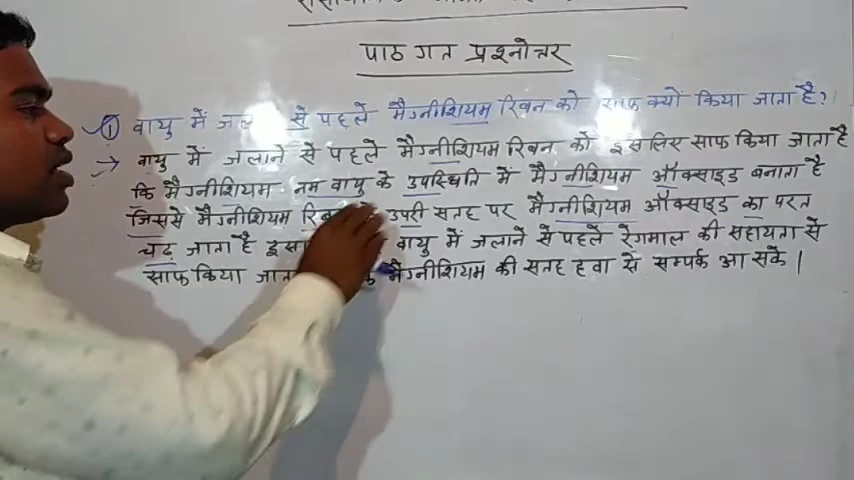 पाठ गत प्रश्नोत्तर
① वायु में से पहले मैग्नीशियम रिबन को साफ क्यों किया जाता है?
→ वायु में जलाने से पहले मैग्नीशियम रिबन को इसलिए साफ किया जाता है
कि मैग्नीशियम नम वायु के उपस्थिति में मैग्नीशियम ऑक्साइड बनाता है
जिससे मैग्नीशियम उपरी सतह पर मैग्नीशियम ऑक्साइड का परत
चढ़ जाता है वायु में जलाने से पहले रेगमाल की सहायता से
साफ किया मैग्नीशियम की सतह हवा से सम्पर्क आ सके |